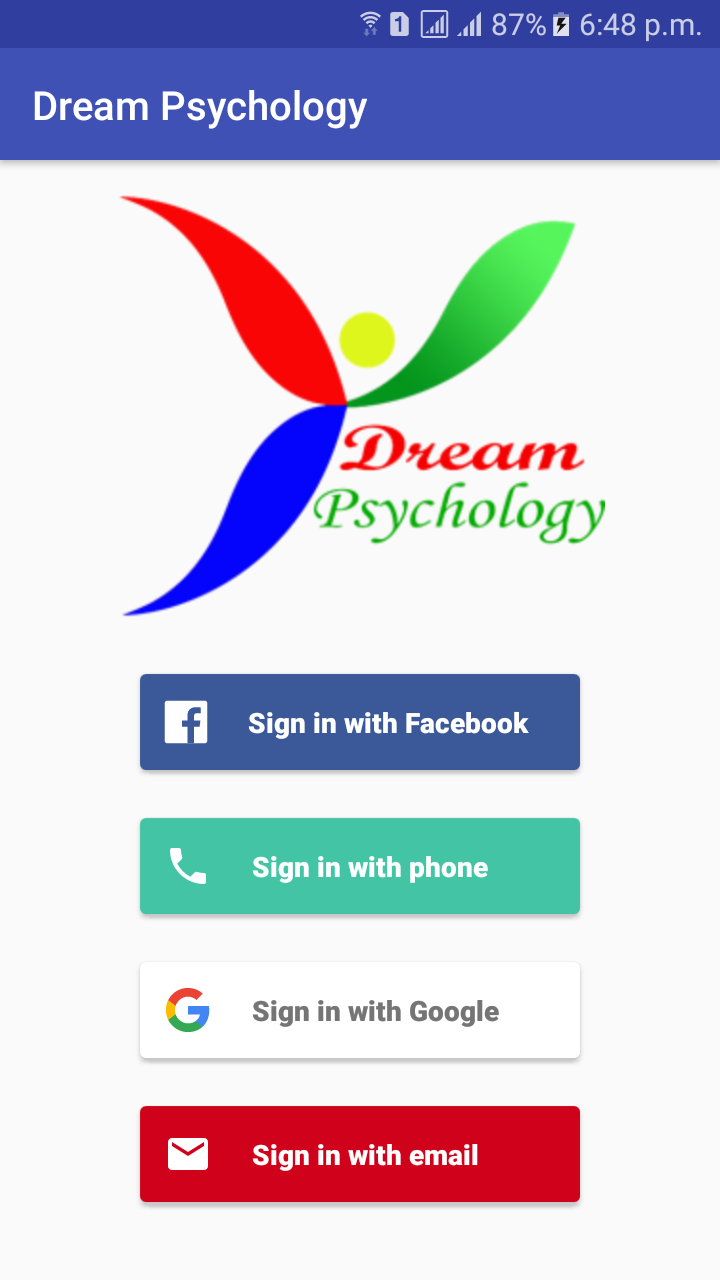 1 87% 6:48 p.m.
Dream Psychology
Dream
Psychology
Sign in with Facebook
Sign in with phone
Sign in with Google
Sign in with email